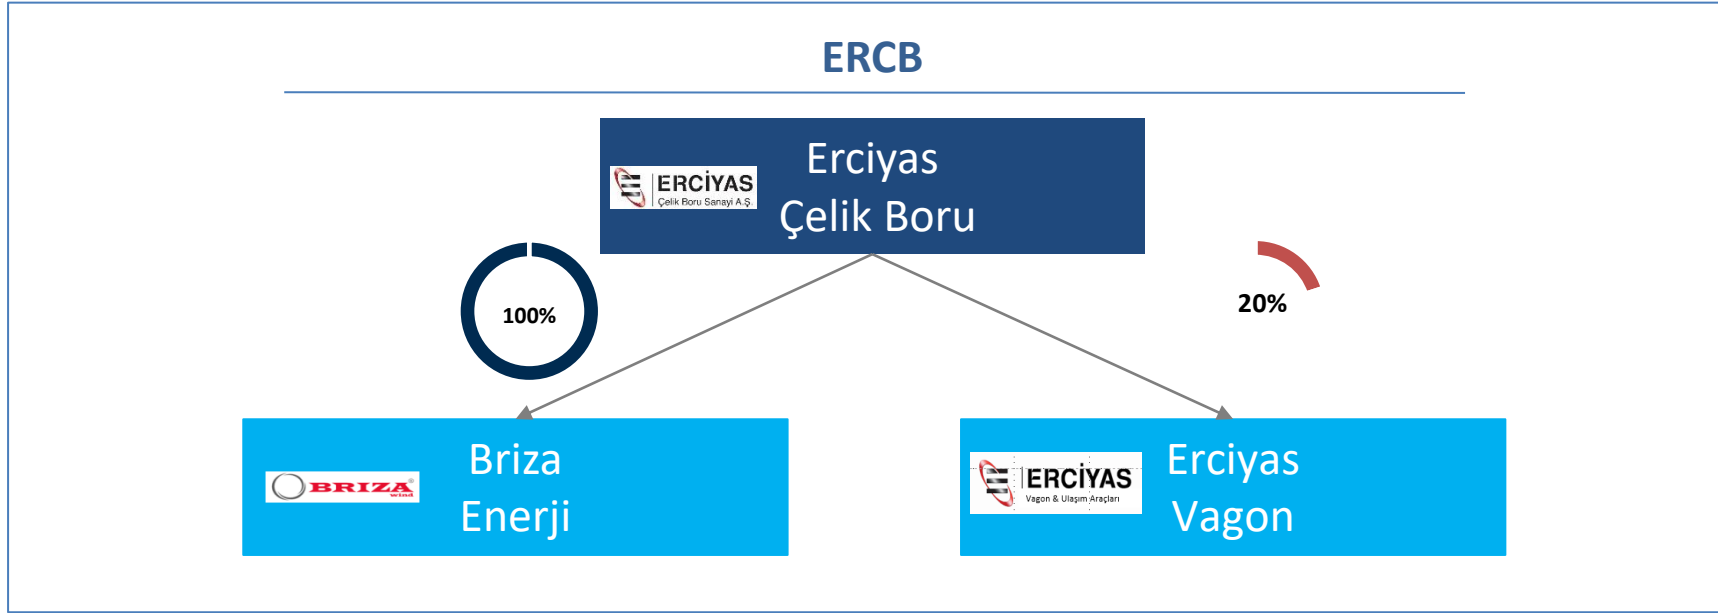 ERCB
ERCİYAS
Çelik Boru Sanayi A.Ş.
Erciyas
Çelik Boru
100%
20%
BRIZA
wind
Briza
Enerji
ERCİYAS
Vagon & Ulaşım Araçları
Erciyas
Vagon